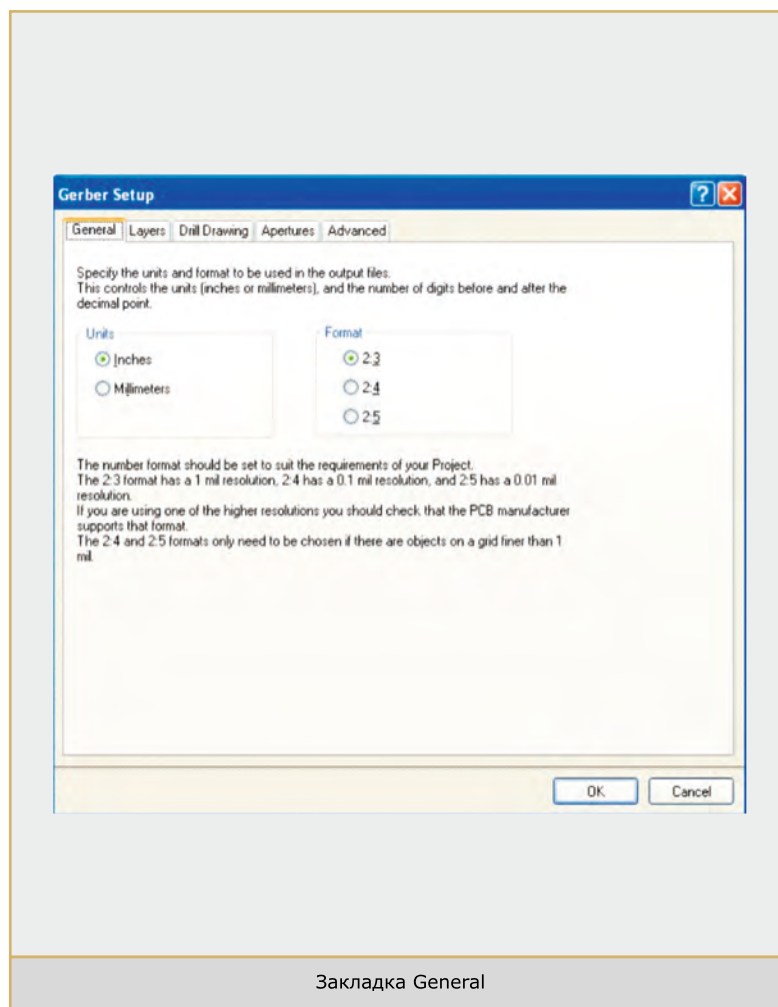 Gerber Setup
General Layers Drill Drawing Apertures Advanced
Specify the units and format to be used in the output files.
This controls the units (inches or millimeters), and the number of digits before and after the
decimal point.
Units Format
Inches 2:3
Millimeters 2:4
2:5
The number format should be set to suit the requirements of your Project.
The 2:3 format has a 1 mil resolution, 2:4 has a 0.1 mil resolution, and 2:5 has a 0.01 mil
resolution.
If you are using one of the higher resolutions you should check that the PCB manufacturer
supports that format.
The 2:4 and 2:5 formats only need to be chosen if there are objects on a grid finer than 1
mil.
OK Cancel
Закладка General